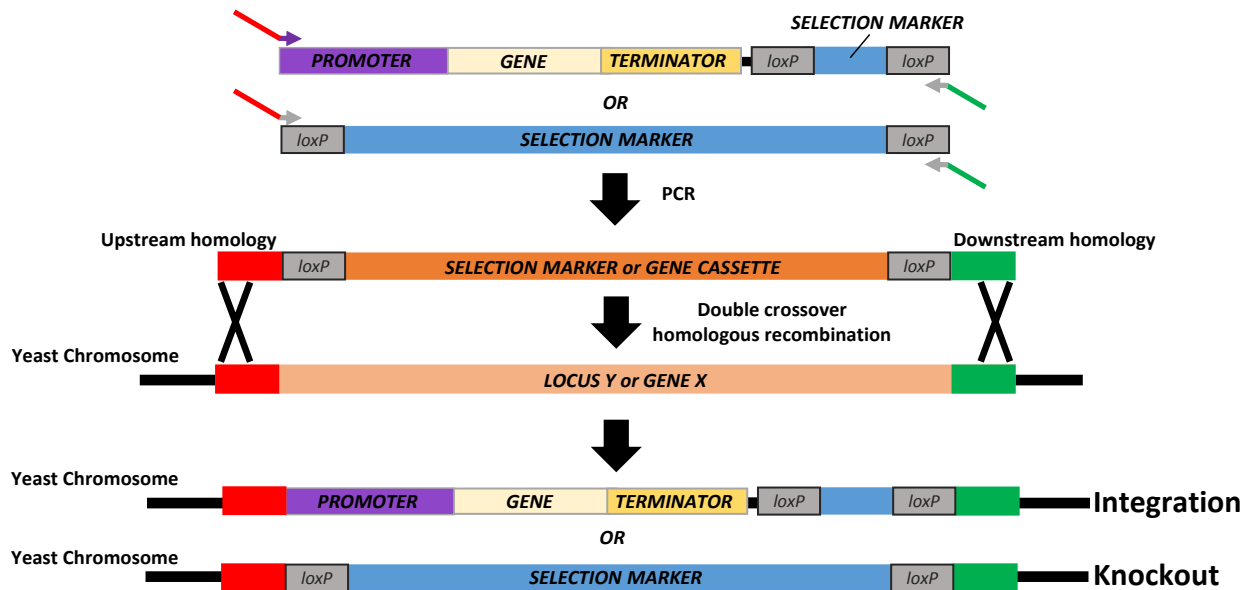 SELECTION MARKER
PROMOTER GENE TERMINATOR loxP loxP
OR
loxP SELECTION MARKER loxP
PCR
Upstream homology Downstream homology
loxP SELECTION MARKER or GENE CASSETTE loxP
Double crossover
homologous recombination
Yeast Chromosome
LOCUS Y or GENE X
Yeast Chromosome
PROMOTER GENE TERMINATOR loxP loxP Integration
OR
Yeast Chromosome
loxP SELECTION MARKER loxP Knockout